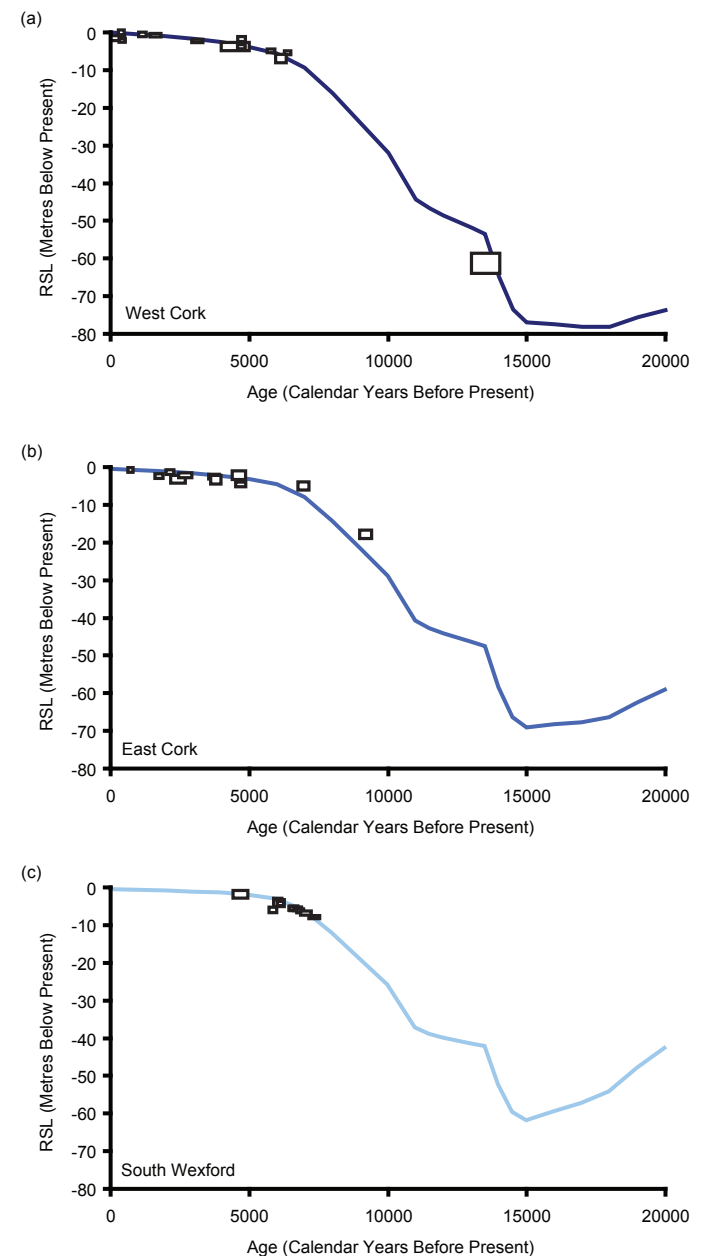 (a)
0
-10
-20
-30
-40
-50
-60
-70
-80
RSL (Metres Below Present)
West Cork
0 5000 10000 15000 20000
Age (Calendar Years Before Present)
(b)
0
-10
-20
-30
-40
-50
-60
-70
-80
RSL (Metres Below Present)
East Cork
0 5000 10000 15000 20000
Age (Calendar Years Before Present)
(c)
0
-10
-20
-30
-40
-50
-60
-70
-80
RSL (Metres Below Present)
South Wexford
0 5000 10000 15000 20000
Age (Calendar Years Before Present)